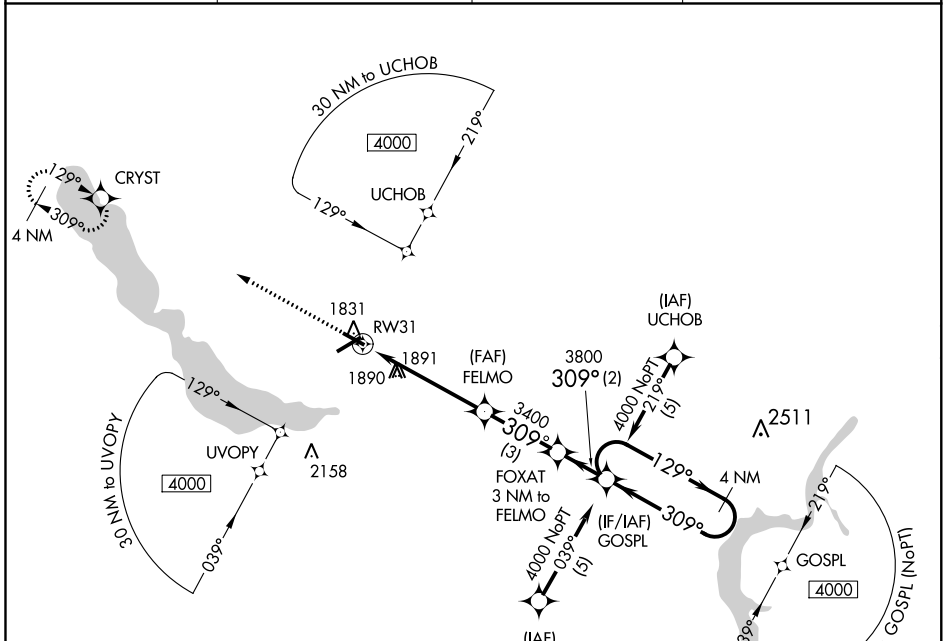 30 NM to UCHOB
4000
219°
UCHOB
129°
129°
CRYST
309°
4 NM
1831
RW31
1891
1890
(FAF)
FELMO
3800
309° (2)
(IAF)
UCHOB
4000 NoPT
219°
(5)
3400
309°
(3)
FOXAT
3 NM to
FELMO
129°
4 NM
309°
(IF/IAF)
GOSPL
2511
4000 NoPT
039°
(5)
(IAF)
129°
UVOPY
2158
30 NM to UVOPY
4000
039°
219°
GOSPL
4000
GOSPL (NoPT)
39°